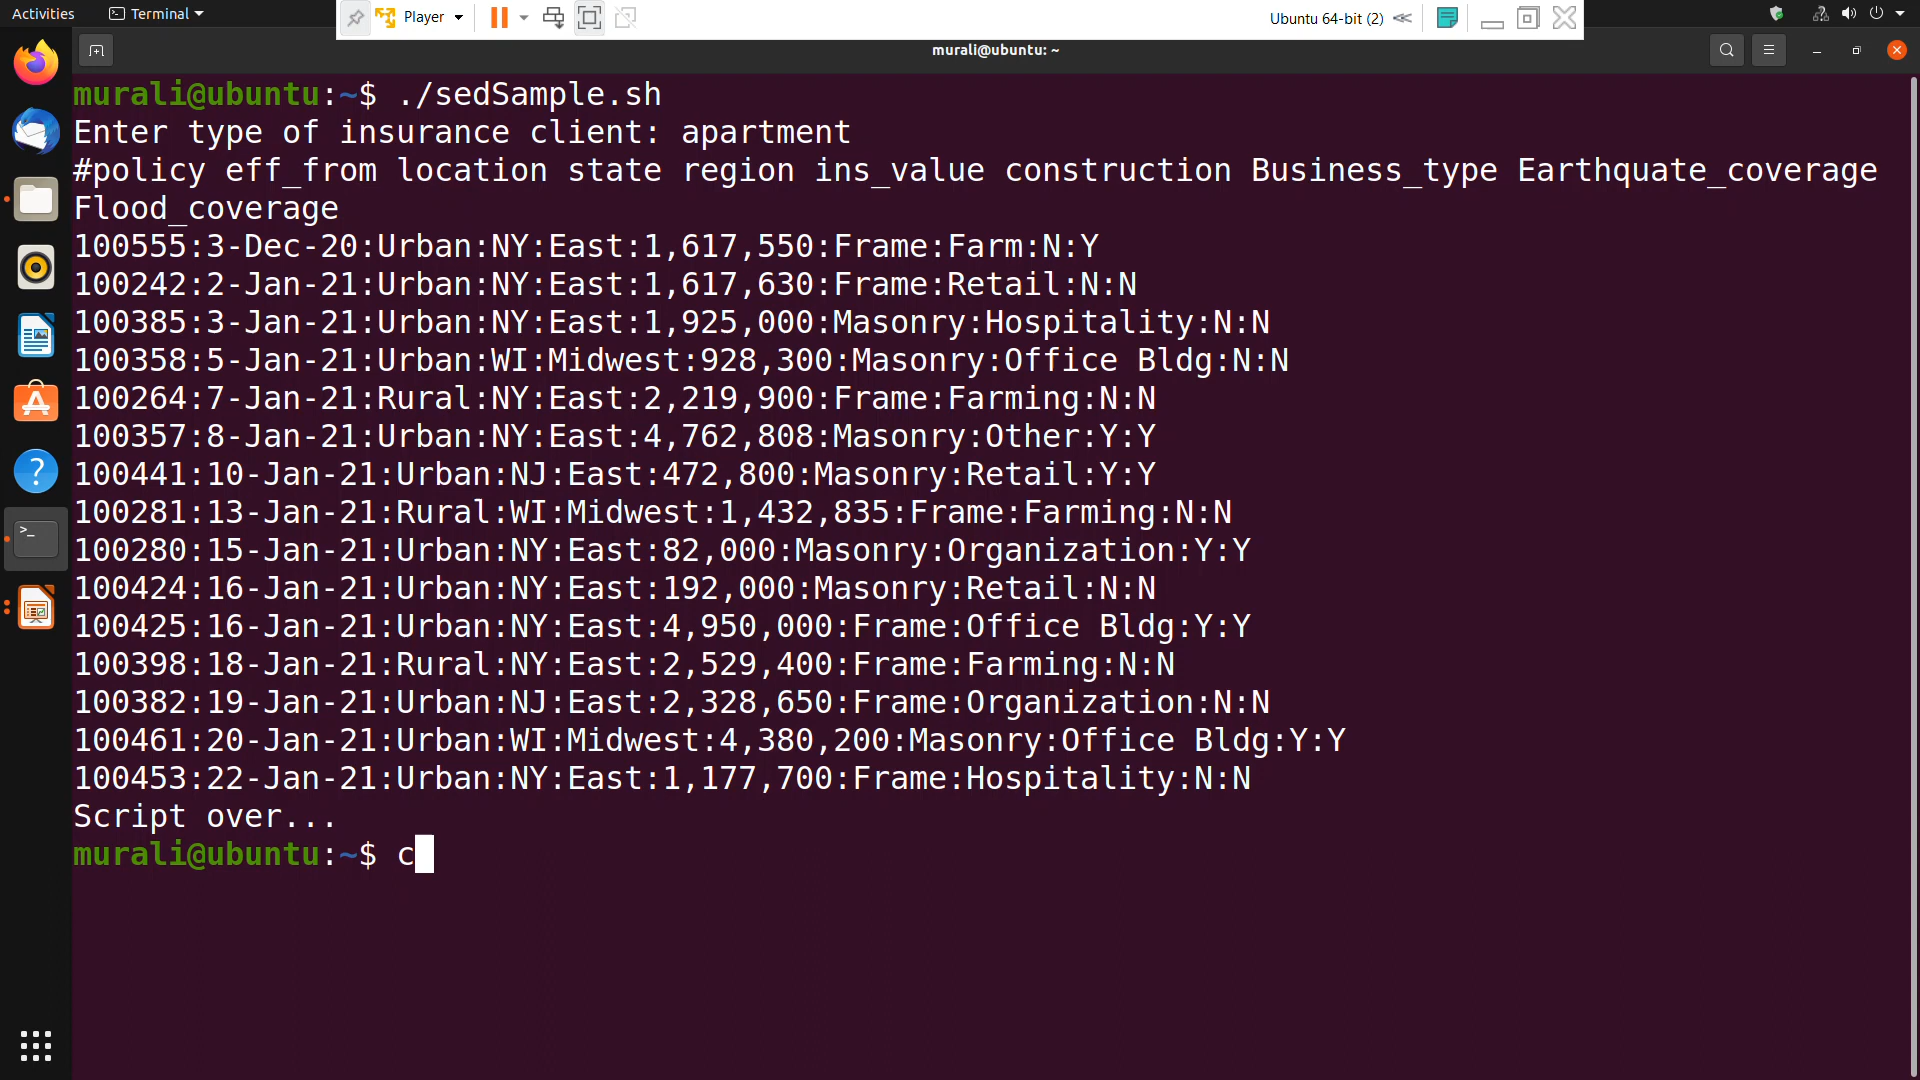 Activities
Terminal
Player
Ubuntu 64-bit (2)
murali@ubuntu: ~
murali@ubuntu:~$ ./sedSample.sh
Enter type of insurance client: apartment
#policy eff_from location state region ins_value construction Business_type Earthquate_coverage
Flood_coverage
100555:3-Dec-20:Urban:NY:East:1,617,550:Frame:Farm:N:Y
100242:2-Jan-21:Urban:NY:East:1,617,630:Frame:Retail:N:N
100385:3-Jan-21:Urban:NY:East:1,925,000:Masonry:Hospitality:N:N
100358:5-Jan-21:Urban:WI:Midwest:928,300:Masonry:Office Bldg:N:N
100264:7-Jan-21:Rural:NY:East:2,219,900:Frame:Farming:N:N
100357:8-Jan-21:Urban:NY:East:4,762,808:Masonry:Other:Y:Y
100441:10-Jan-21:Urban:NJ:East:472,800:Masonry:Retail:Y:Y
100281:13-Jan-21:Rural:WI:Midwest:1,432,835:Frame:Farming:N:N
100280:15-Jan-21:Urban:NY:East:82,000:Masonry:Organization:Y:Y
100424:16-Jan-21:Urban:NY:East:192,000:Masonry:Retail:N:N
100425:16-Jan-21:Urban:NY:East:4,950,000:Frame:Office Bldg:Y:Y
100398:18-Jan-21:Rural:NY:East:2,529,400:Frame:Farming:N:N
100382:19-Jan-21:Urban:NJ:East:2,328,650:Frame:Organization:N:N
100461:20-Jan-21:Urban:WI:Midwest:4,380,200:Masonry:Office Bldg:Y:Y
100453:22-Jan-21:Urban:NY:East:1,177,700:Frame:Hospitality:N:N
Script over...
murali@ubuntu:~$ c